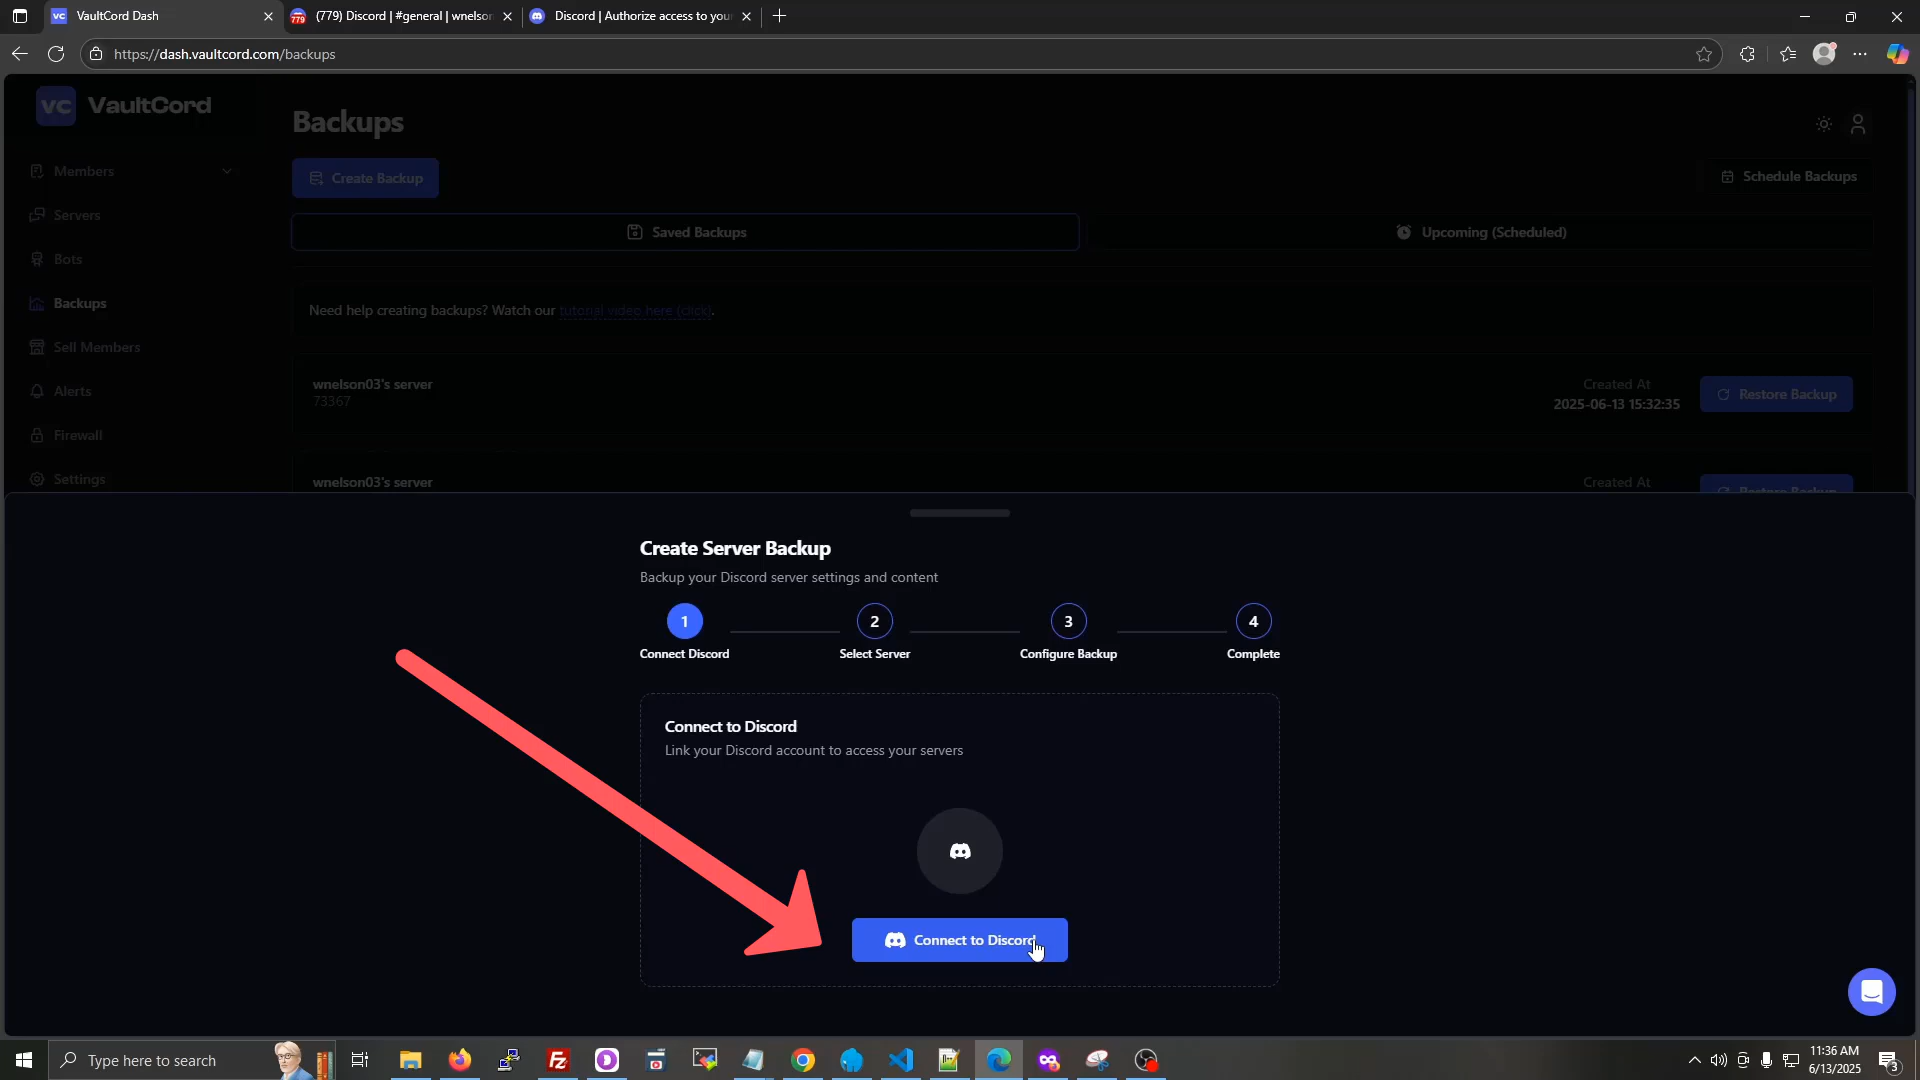 VC VaultCord Dash
779 (779) Discord | #general | wnelson
Discord | Authorize access to your
https://dash.vaultcord.com/backups
VC VaultCord
Backups
Members
Servers
Bots
Backups
Sell Members
Alerts
Firewall
Settings
Create Backup
Schedule Backups
Saved Backups
Upcoming (Scheduled)
Need help creating backups? Watch our tutorial video here (click).
wnelson03's server
73367
Created At
2025-06-13 15:32:35
Restore Backup
wnelson03's server
Created At
Restore Backup
Create Server Backup
Backup your Discord server settings and content
1
2
3
4
Connect Discord
Select Server
Configure Backup
Complete
Connect to Discord
Link your Discord account to access your servers
Connect to Discord
Type here to search
11:36 AM
6/13/2025
3